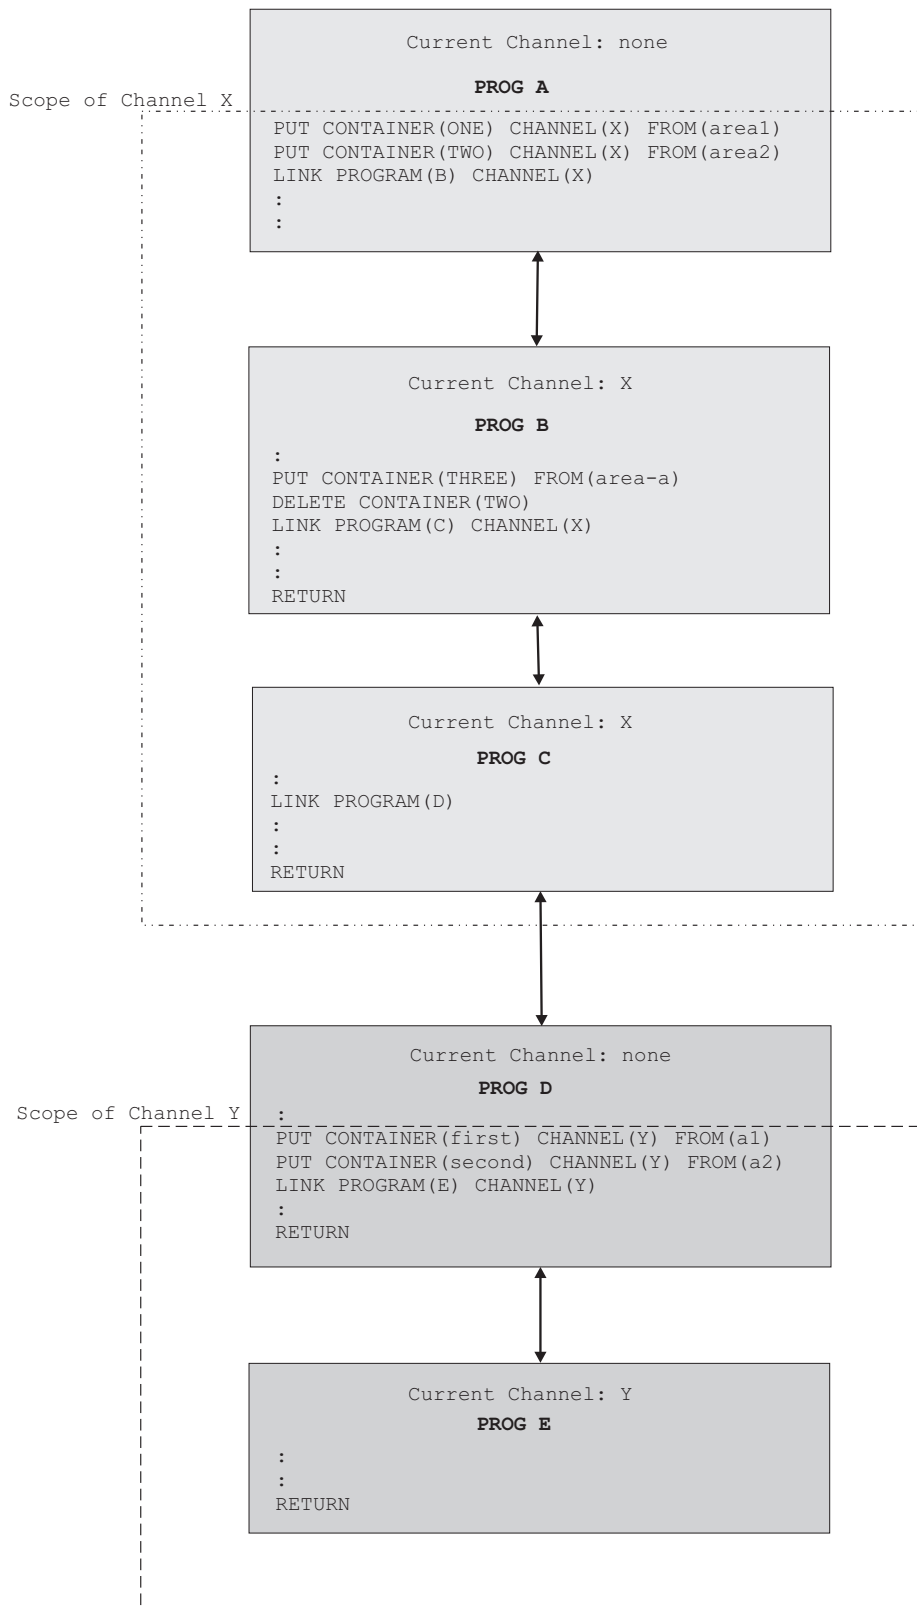 Current Channel: none
PROG A
Scope of Channel X
PUT CONTAINER(ONE) CHANNEL(X) FROM(area1)
PUT CONTAINER(TWO) CHANNEL(X) FROM(area2)
LINK PROGRAM(B) CHANNEL(X)
:
:
Current Channel: X
PROG B
:
PUT CONTAINER(THREE) FROM(area-a)
DELETE CONTAINER(TWO)
LINK PROGRAM(C) CHANNEL(X)
:
:
RETURN
Current Channel: X
PROG C
:
LINK PROGRAM(D)
:
:
RETURN
Current Channel: none
PROG D
Scope of Channel Y
:
PUT CONTAINER(first) CHANNEL(Y) FROM(a1)
PUT CONTAINER(second) CHANNEL(Y) FROM(a2)
LINK PROGRAM(E) CHANNEL(Y)
:
RETURN
Current Channel: Y
PROG E
:
:
RETURN